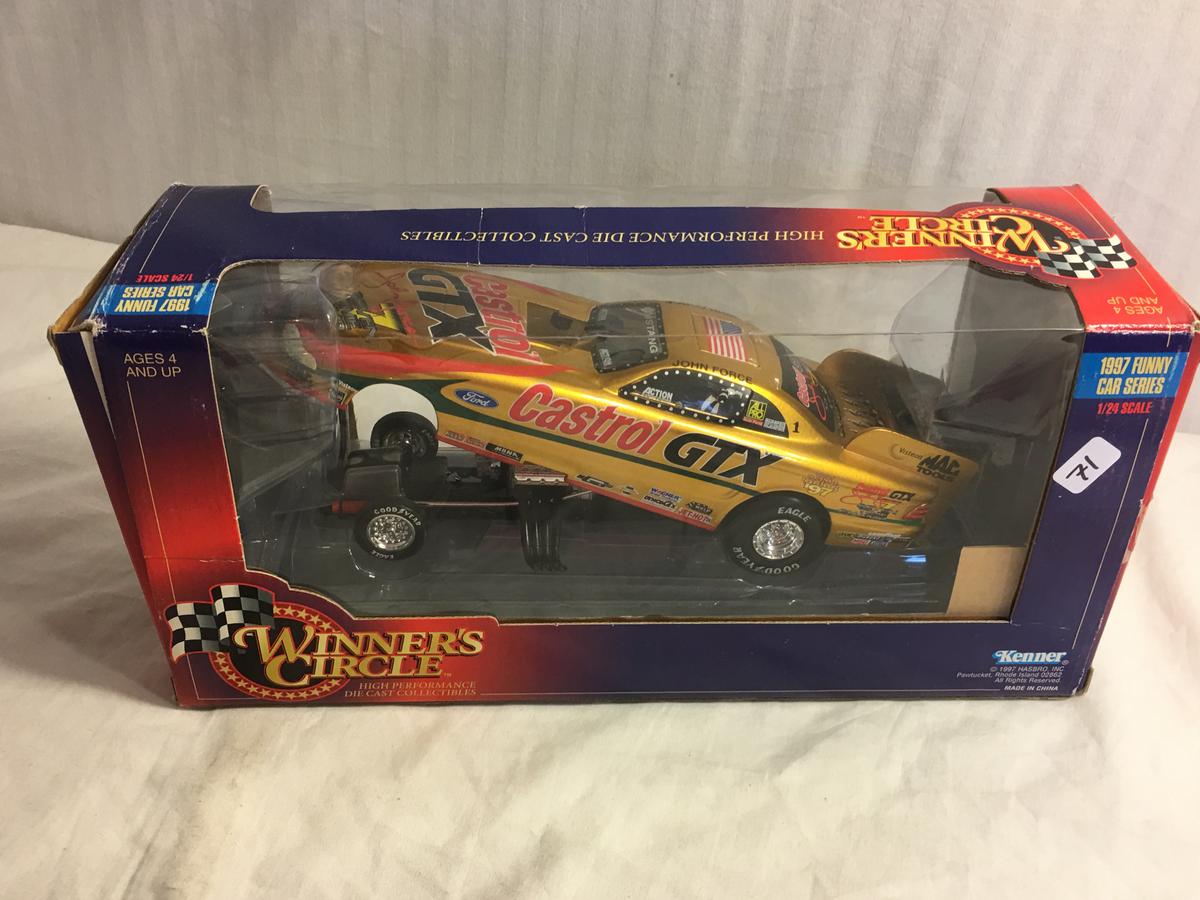 WINNER'S
CIRCLE
HIGH PERFORMANCE DIE CAST COLLECTIBLES
AGES 4
AND UP
1997 FUNNY
CAR SERIES
1/24 SCALE
AGES 4
AND UP
1997 FUNNY
CAR SERIES
1/24 SCALE
71
Castrol
GTX
JOHN FORCE
ACTION
Ford
Castrol GTX
1
Visteon
MAC
TOOLS
GTX
EAGLE
GOODYEAR
GOODYEAR
EAGLE
WINNER'S
CIRCLE™
HIGH PERFORMANCE
DIE CAST COLLECTIBLES
Kenner®
© 1997 HASBRO, INC.
Pawtucket, Rhode Island 02862
All Rights Reserved.
MADE IN CHINA